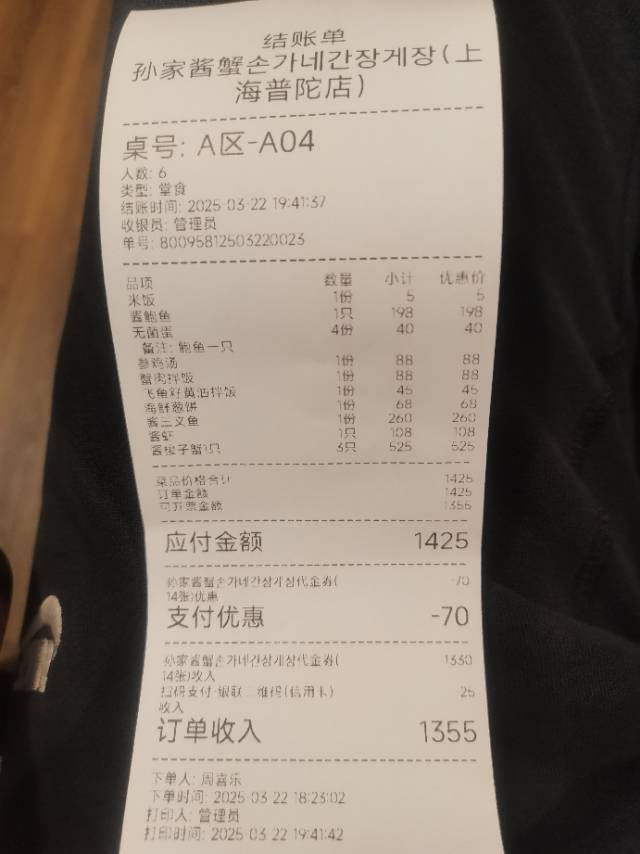 结账单
孙家酱蟹손가네간장게장(上
海普陀店)
桌号: A区-A04
人数: 6
类型: 堂食
结账时间: 2025-03-22 19:41:37
收银员: 管理员
单号: 80095812503220023
品项 数量 小计 优惠价
米饭 1份 5 5
酱鲍鱼 1只 198 198
无菌蛋 4份 40 40
备注: 鲍鱼一只
参鸡汤 1份 88 88
蟹肉拌饭 1份 88 88
飞鱼籽黄油拌饭 1份 45 45
海鲜葱饼 1份 68 68
酱三文鱼 1份 260 260
酱虾 1只 108 108
酱梭子蟹1只 3只 525 525
菜品价格合计 1425
订单金额 1425
可开票金额 1355
应付金额 1425
孙家酱蟹손가네간장게장代金券( -70
14张)优惠
支付优惠 -70
孙家酱蟹손가네간장게장代金券( 1330
14张)收入
扫码支付-银联二维码(信用卡) 25
收入
订单收入 1355
下单人: 周喜乐
下单时间: 2025-03-22 18:23:02
打印人: 管理员
打印时间: 2025-03-22 19:41:42